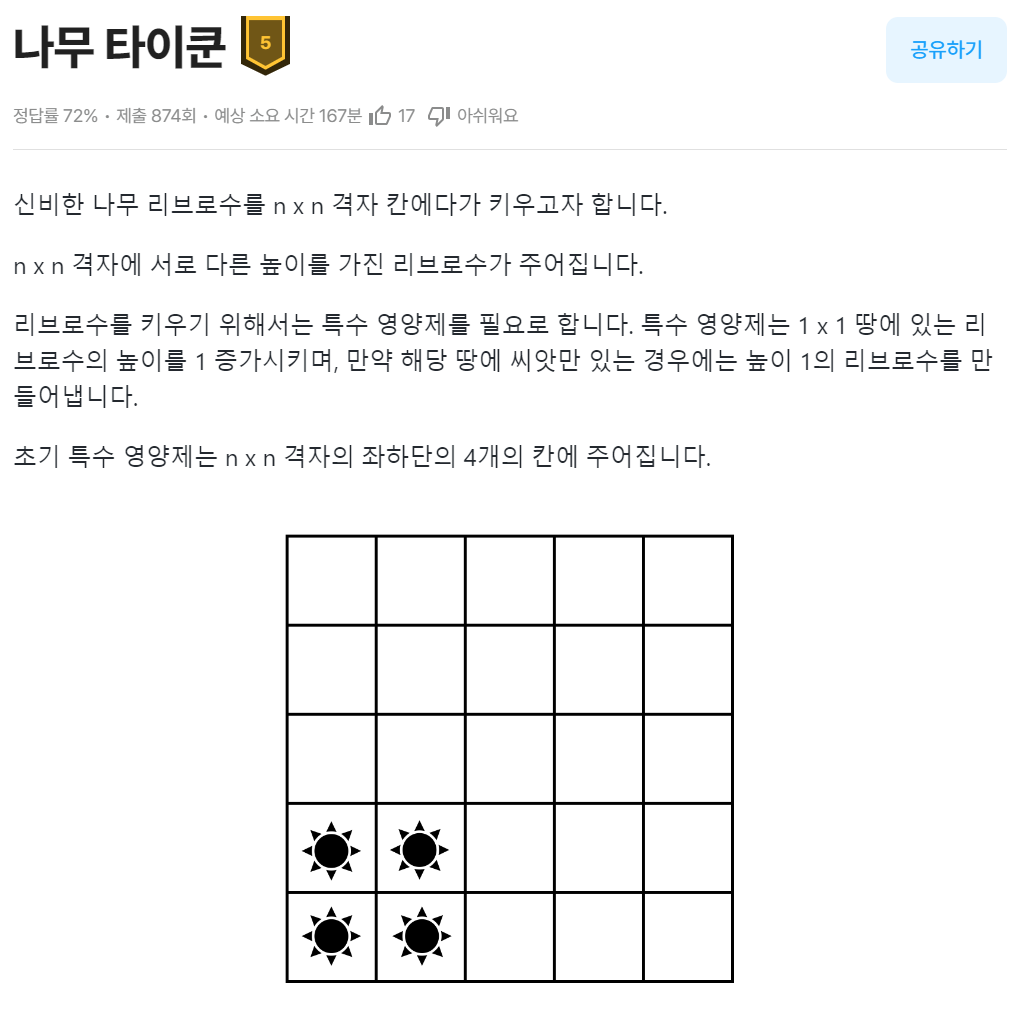 나무 타이쿤 5
공유하기
정답률 72% • 제출 874회 • 예상 소요 시간 167분 17 아쉬워요
신비한 나무 리브로수를 n x n 격자 칸에다가 키우고자 합니다.
n x n 격자에 서로 다른 높이를 가진 리브로수가 주어집니다.
리브로수를 키우기 위해서는 특수 영양제를 필요로 합니다. 특수 영양제는 1 x 1 땅에 있는 리
브로수의 높이를 1 증가시키며, 만약 해당 땅에 씨앗만 있는 경우에는 높이 1의 리브로수를 만
들어냅니다.
초기 특수 영양제는 n x n 격자의 좌하단의 4개의 칸에 주어집니다.